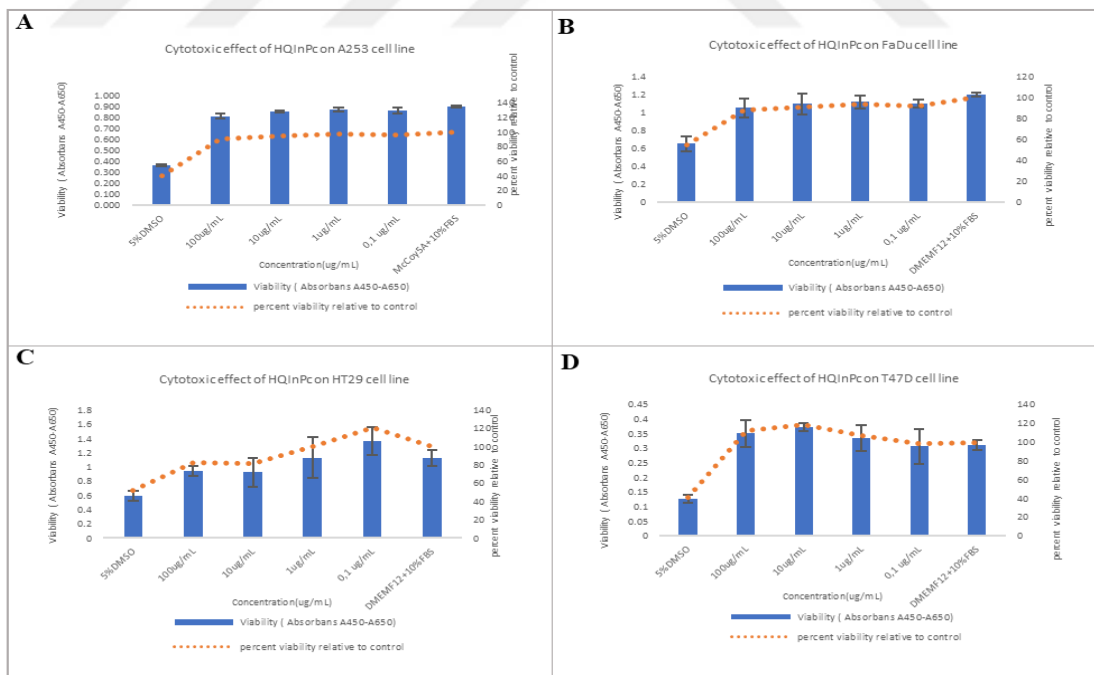 A
Cytotoxic effect of HQInPc on A253 cell line
Viability ( Absorbans A450-A650)
1.000
0.900
0.800
0.700
0.600
0.500
0.400
0.300
0.200
0.100
0.000
140
120
100
80
60
40
20
0
percent viability relative to control
5%DMSO
100ug/mL
10ug/mL
1ug/mL
0,1 ug/mL
McCoy5A+10%FBS
Concentration(ug/mL)
Viability ( Absorbans A450-A650)
percent viability relative to control
B
Cytotoxic effect of HQInPc on FaDu cell line
Viability ( Absorbans A450-A650)
1.4
1.2
1
0.8
0.6
0.4
0.2
0
120
100
80
60
40
20
0
percent viability relative to control
5%DMSO
100ug/mL
10ug/mL
1ug/mL
0,1 ug/mL
DMEMF12+10%FBS
Concentration(ug/mL)
Viability ( Absorbans A450-A650)
percent viability relative to control
C
Cytotoxic effect of HQInPc on HT29 cell line
Viability ( Absorbans A450-A650)
1.8
1.6
1.4
1.2
1
0.8
0.6
0.4
0.2
0
140
120
100
80
60
40
20
0
percent viability relative to control
5%DMSO
100ug/mL
10ug/mL
1ug/mL
0,1 ug/mL
DMEMF12+10%FBS
Concentration(ug/mL)
Viability ( Absorbans A450-A650)
percent viability relative to control
D
Cytotoxic effect of HQInPc on T47D cell line
Viability ( Absorbans A450-A650)
0.45
0.4
0.35
0.3
0.25
0.2
0.15
0.1
0.05
0
140
120
100
80
60
40
20
0
percent viability relative to control
5%DMSO
100ug/mL
10ug/mL
1ug/mL
0,1 ug/mL
DMEMF12+10%FBS
Concentration(ug/mL)
Viability ( Absorbans A450-A650)
percent viability relative to control